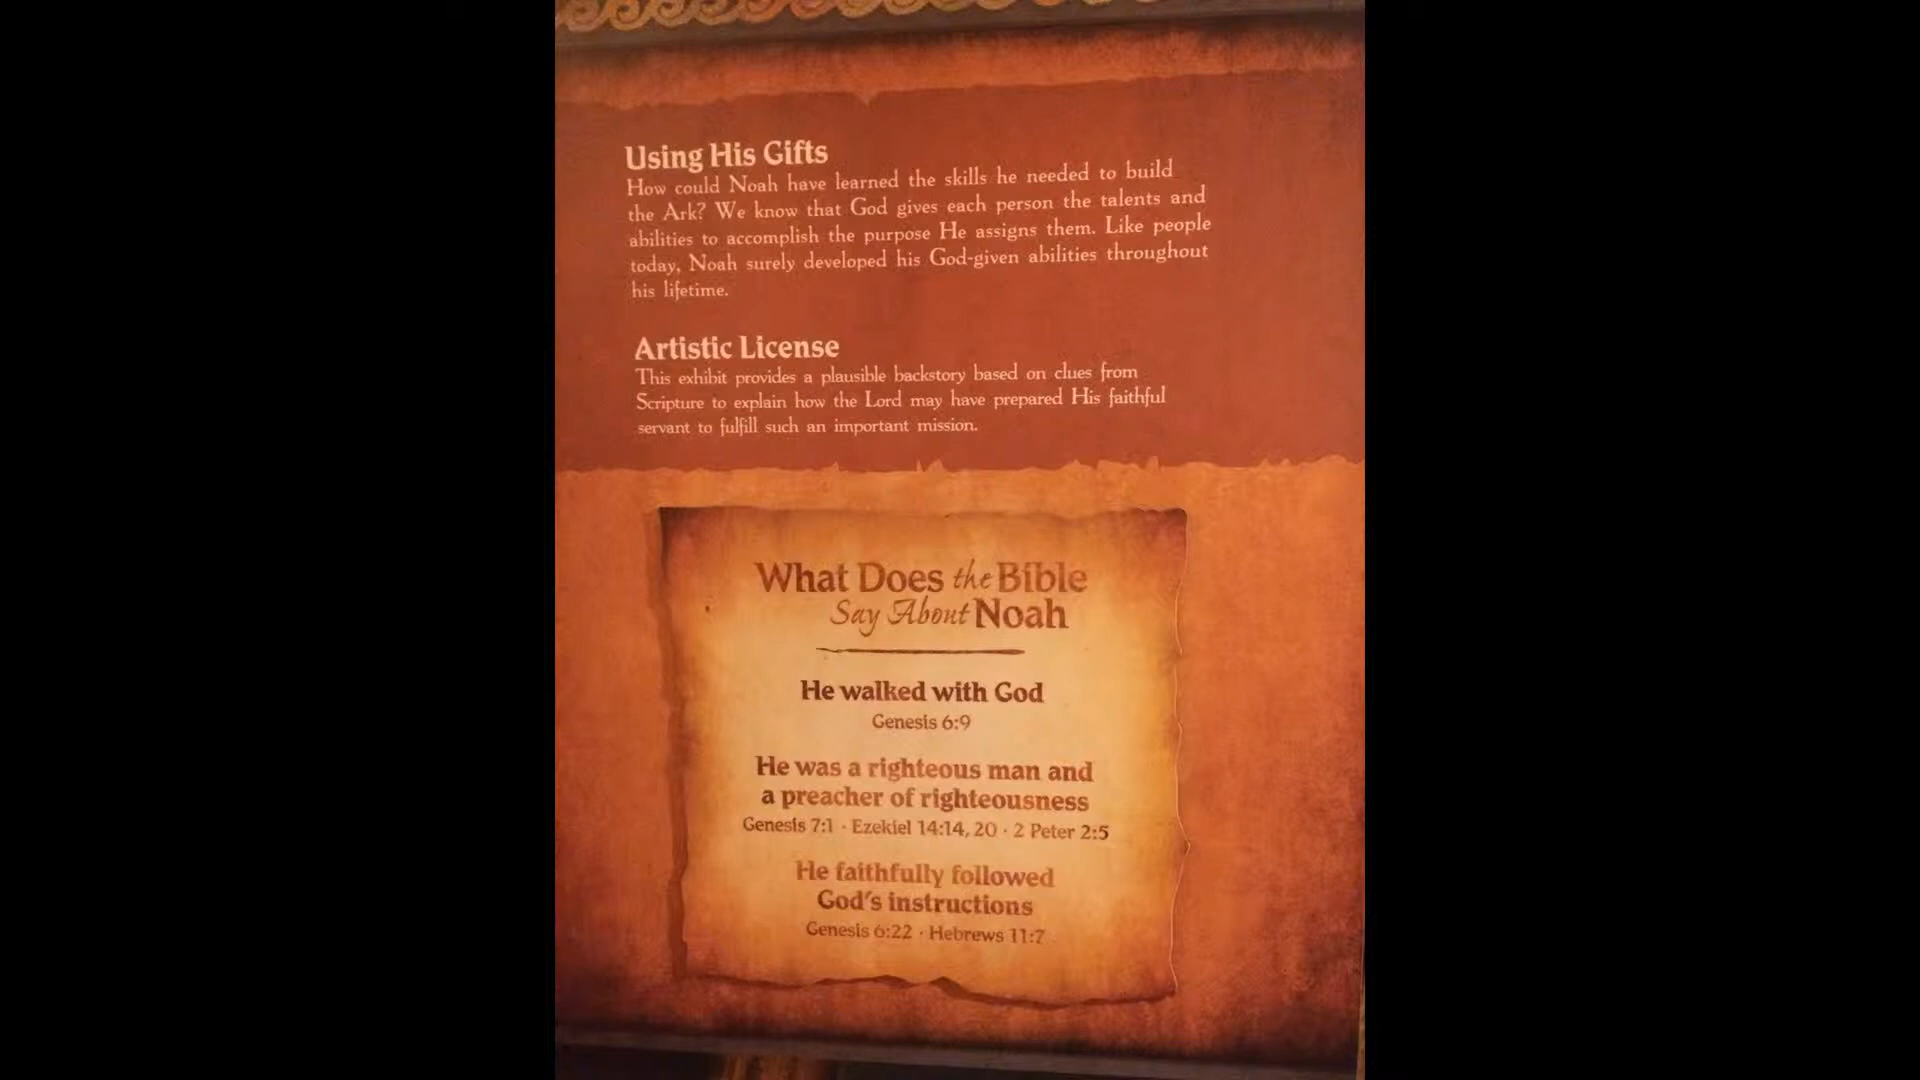 Using His Gifts
How could Noah have learned the skills he needed to build
the Ark? We know that God gives each person the talents and
abilities to accomplish the purpose He assigns them. Like people
today, Noah surely developed his God-given abilities throughout
his lifetime.
Artistic License
This exhibit provides a plausible backstory based on clues from
Scripture to explain how the Lord may have prepared His faithful
servant to fulfill such an important mission.
What Does the Bible
Say About Noah
He walked with God
Genesis 6:9
He was a righteous man and
a preacher of righteousness
Genesis 7:1 · Ezekiel 14:14, 20 · 2 Peter 2:5
He faithfully followed
God's instructions
Genesis 6:22 · Hebrews 11:7